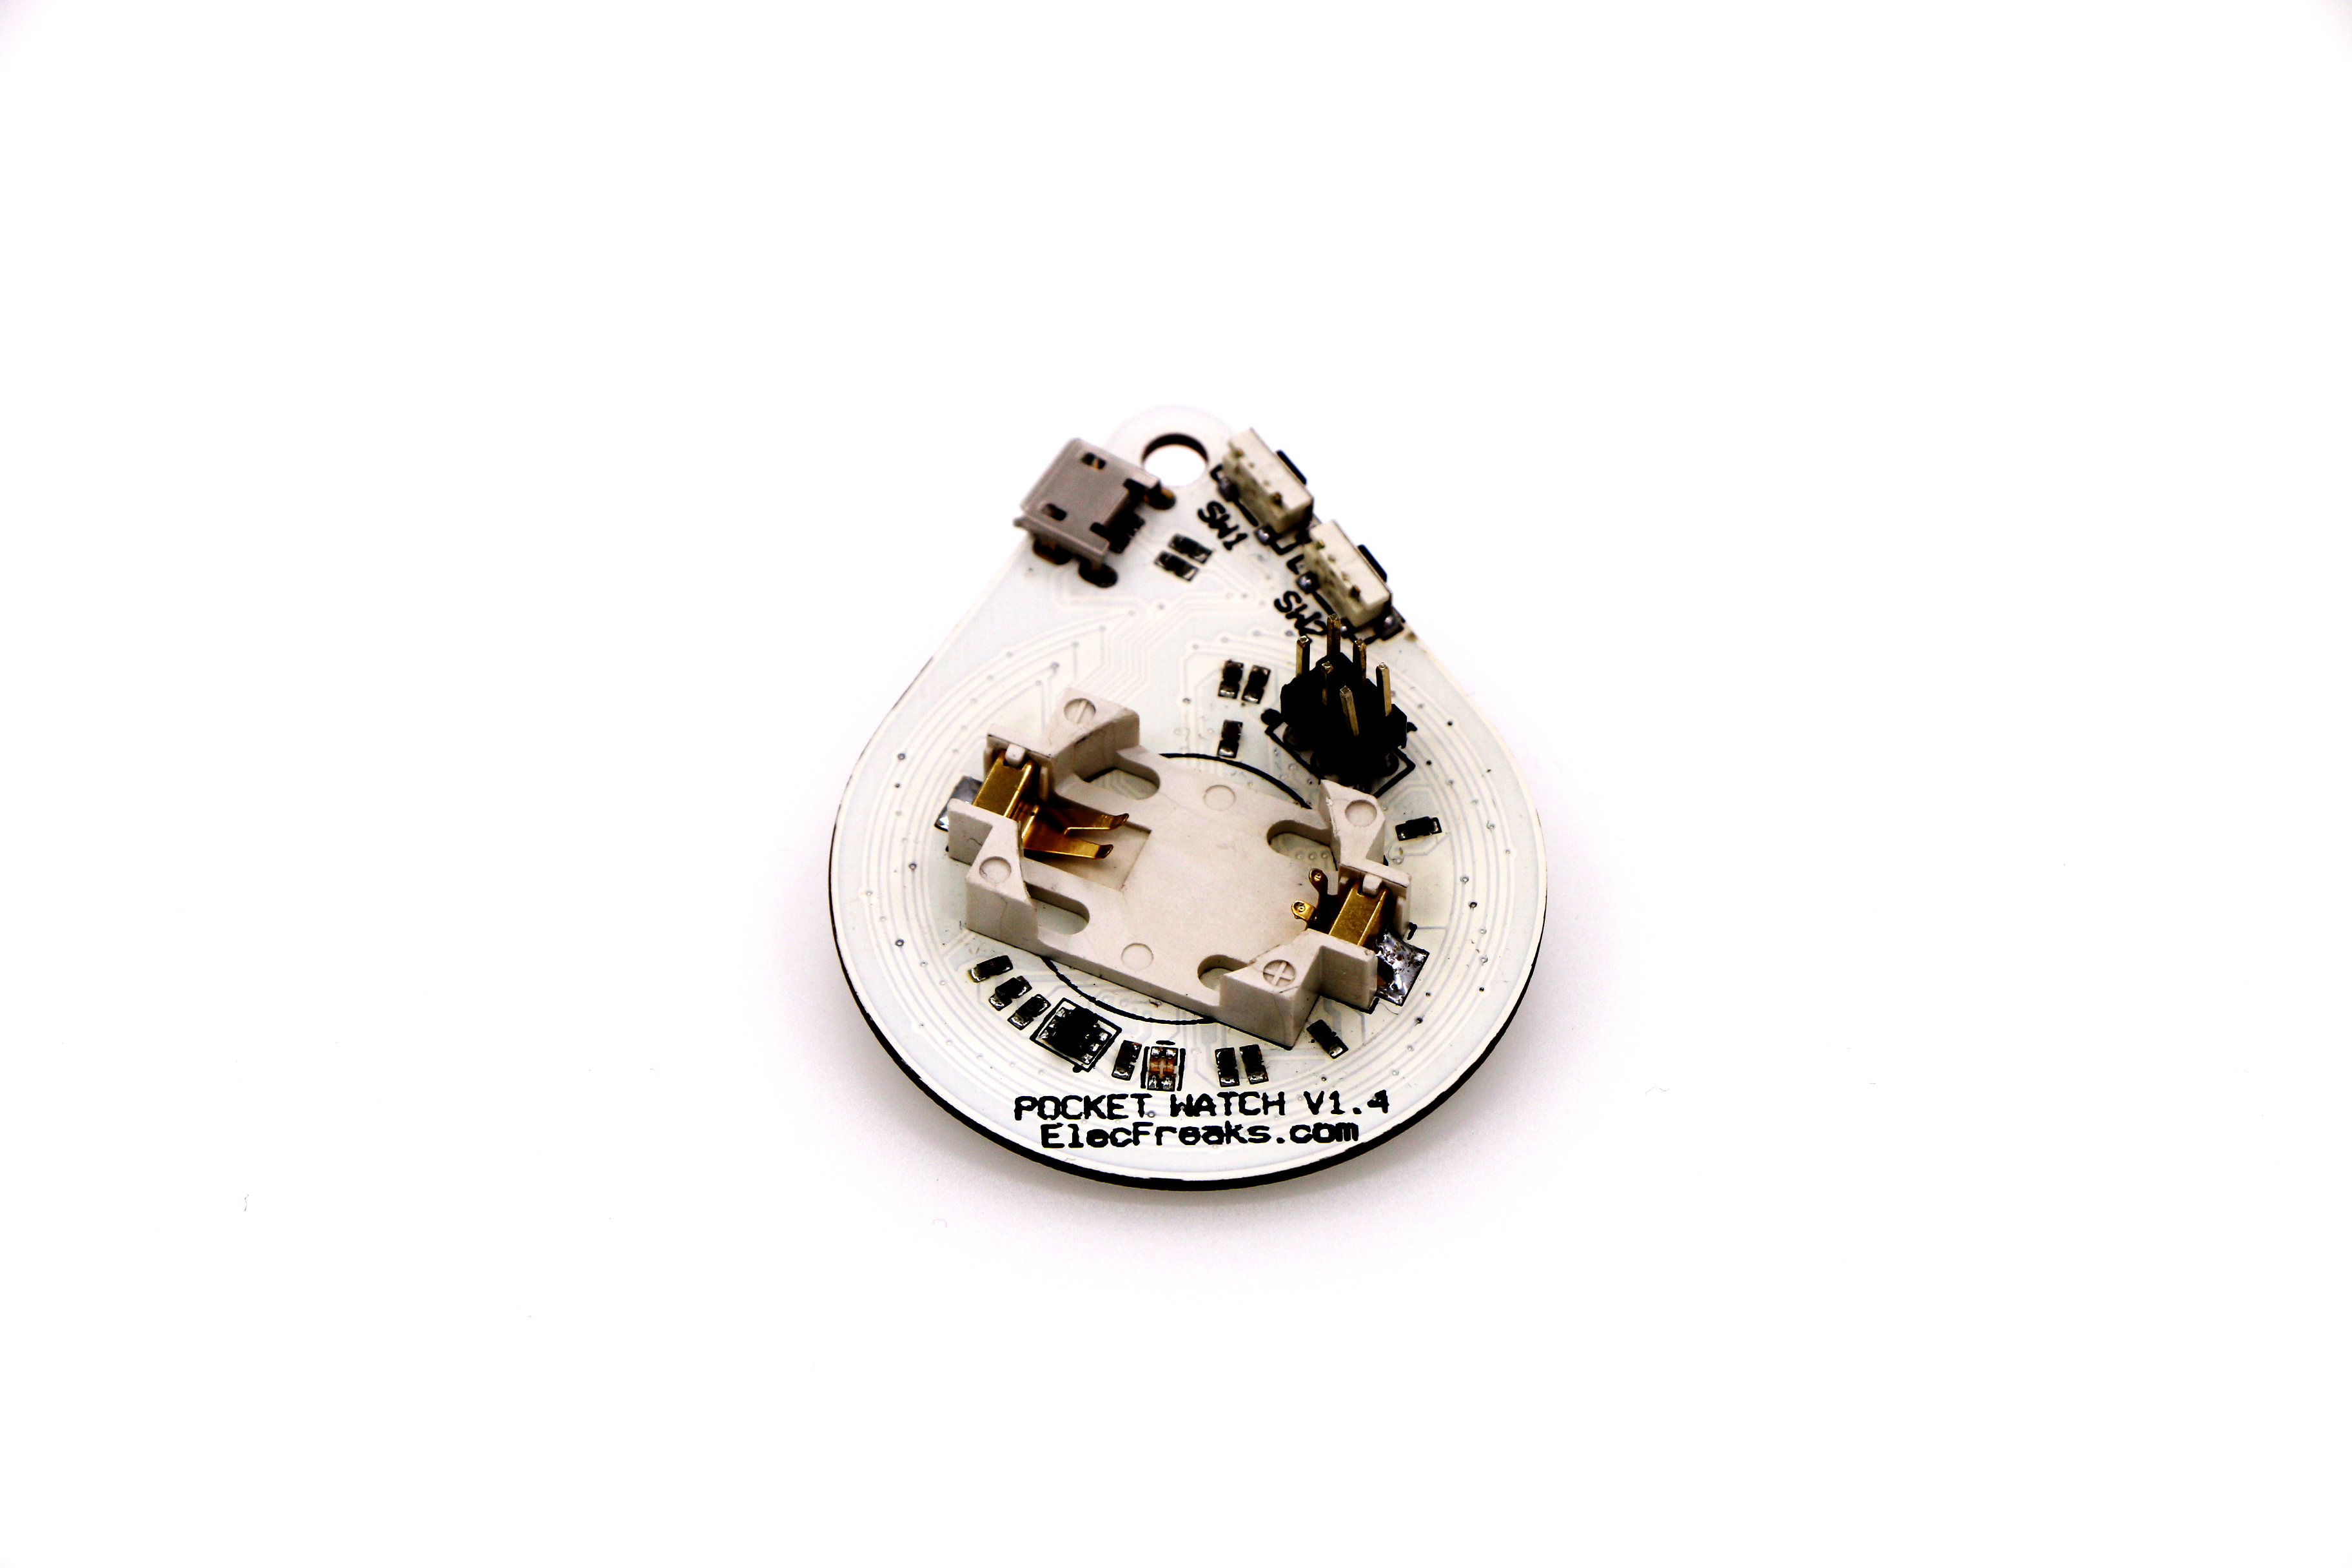 SW1
SW2
POCKET WATCH V1.4
ElecFreaks.com